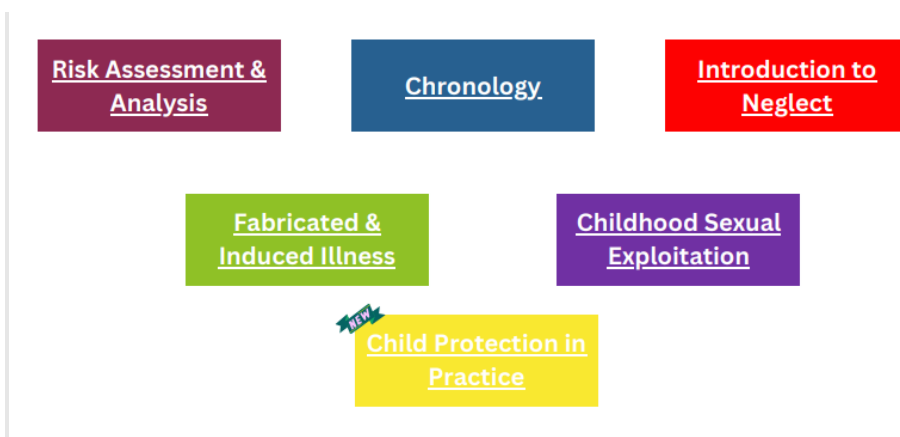 Risk Assessment &
Analysis
Chronology
Introduction to
Neglect
Fabricated &
Induced Illness
Childhood Sexual
Exploitation
NEW
Child Protection in
Practice